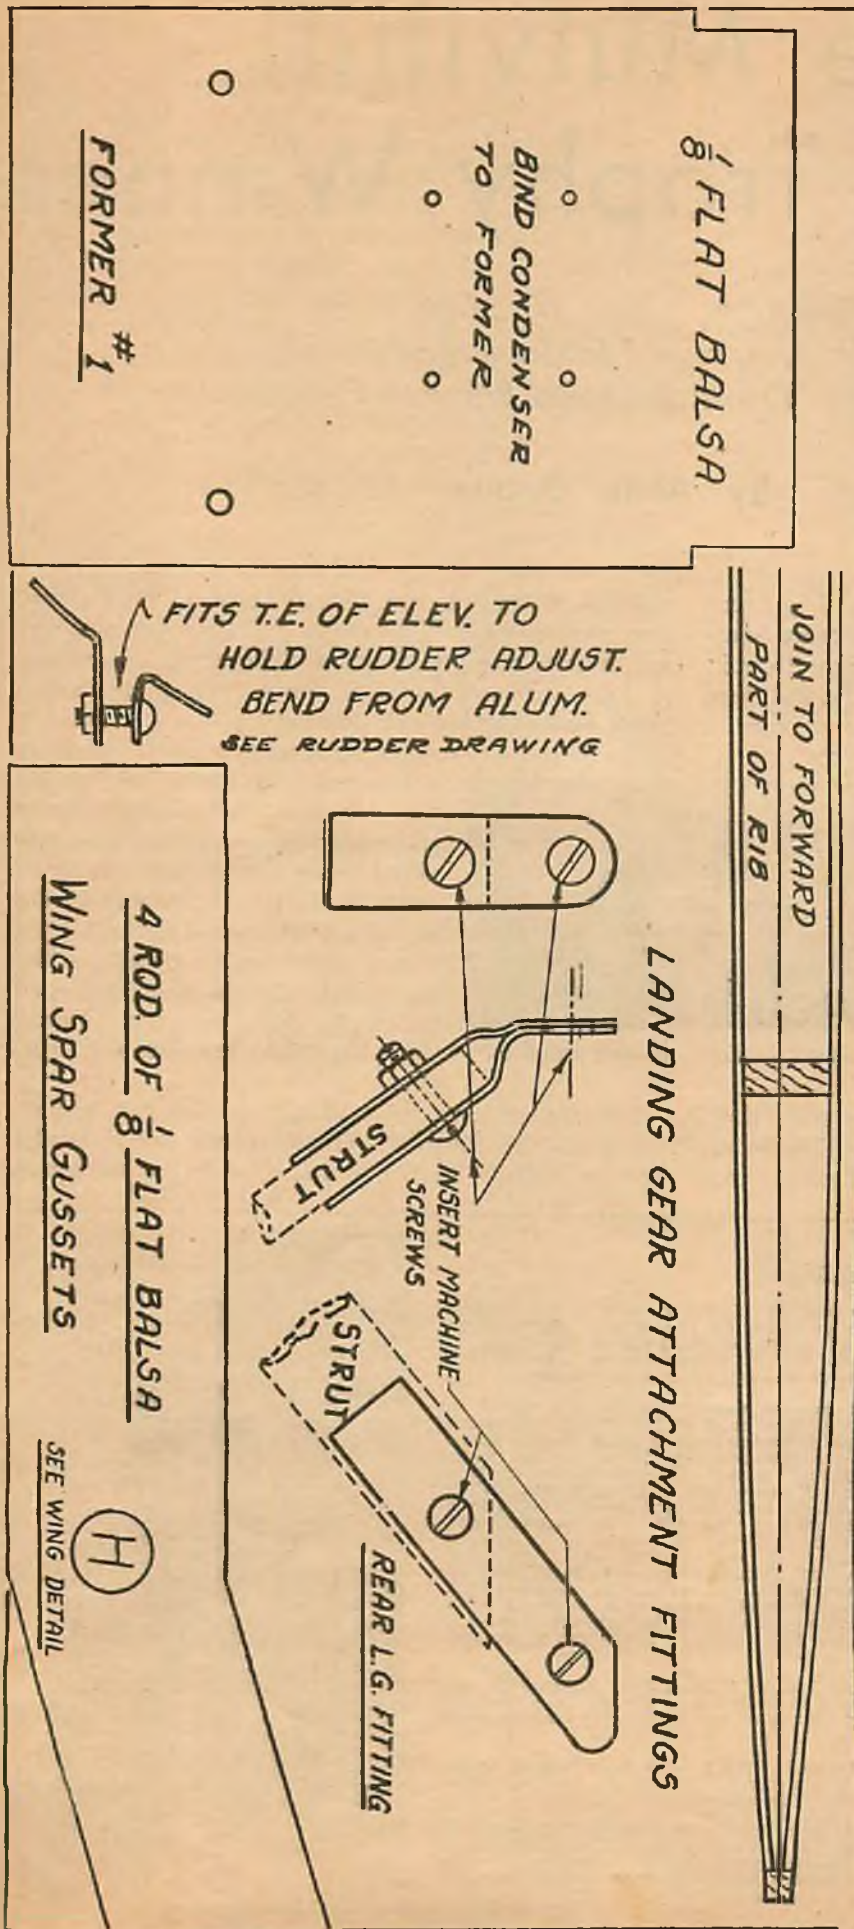 1/8 FLAT BALSA
BIND CONDENSER
TO FORMER
FORMER #1
FITS T.E. OF ELEV. TO
HOLD RUDDER ADJUST.
BEND FROM ALUM.
SEE RUDDER DRAWING
JOIN TO FORWARD
PART OF RIB
LANDING GEAR ATTACHMENT FITTINGS
STRUT
INSERT MACHINE
SCREWS
STRUT
REAR L.G. FITTING
4 ROD. OF 1/8 FLAT BALSA
WING SPAR GUSSETS
H
SEE WING DETAIL